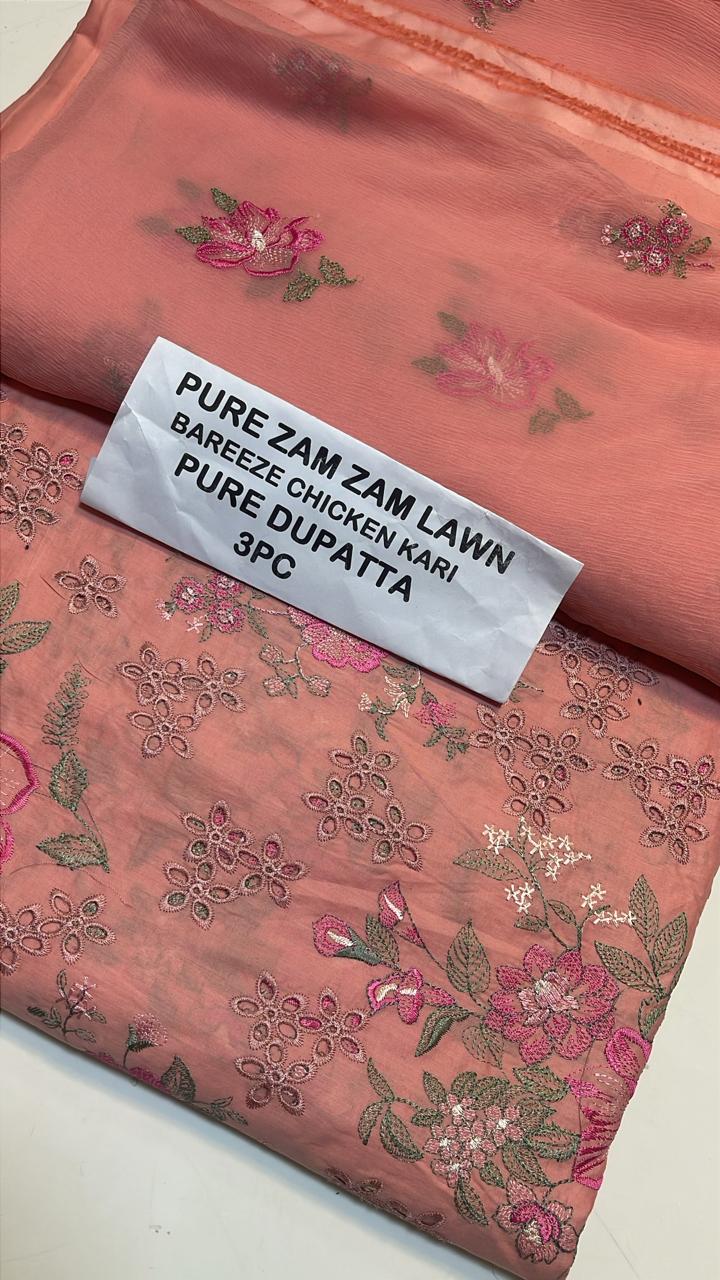 PURE ZAM ZAM LAWN
BAREEZE CHICKEN KARI
PURE DUPATTA
3PC